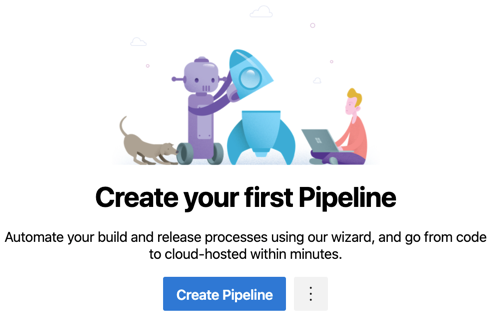 Create your first Pipeline
Automate your build and release processes using our wizard, and go from code
to cloud-hosted within minutes.
Create Pipeline